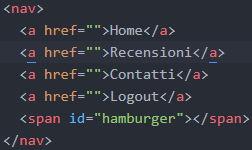 <nav>
<a href="">Home</a>
<a href="">Recensioni</a>
<a href="">Contatti</a>
<a href="">Logout</a>
<span id="hamburger"></span>
</nav>